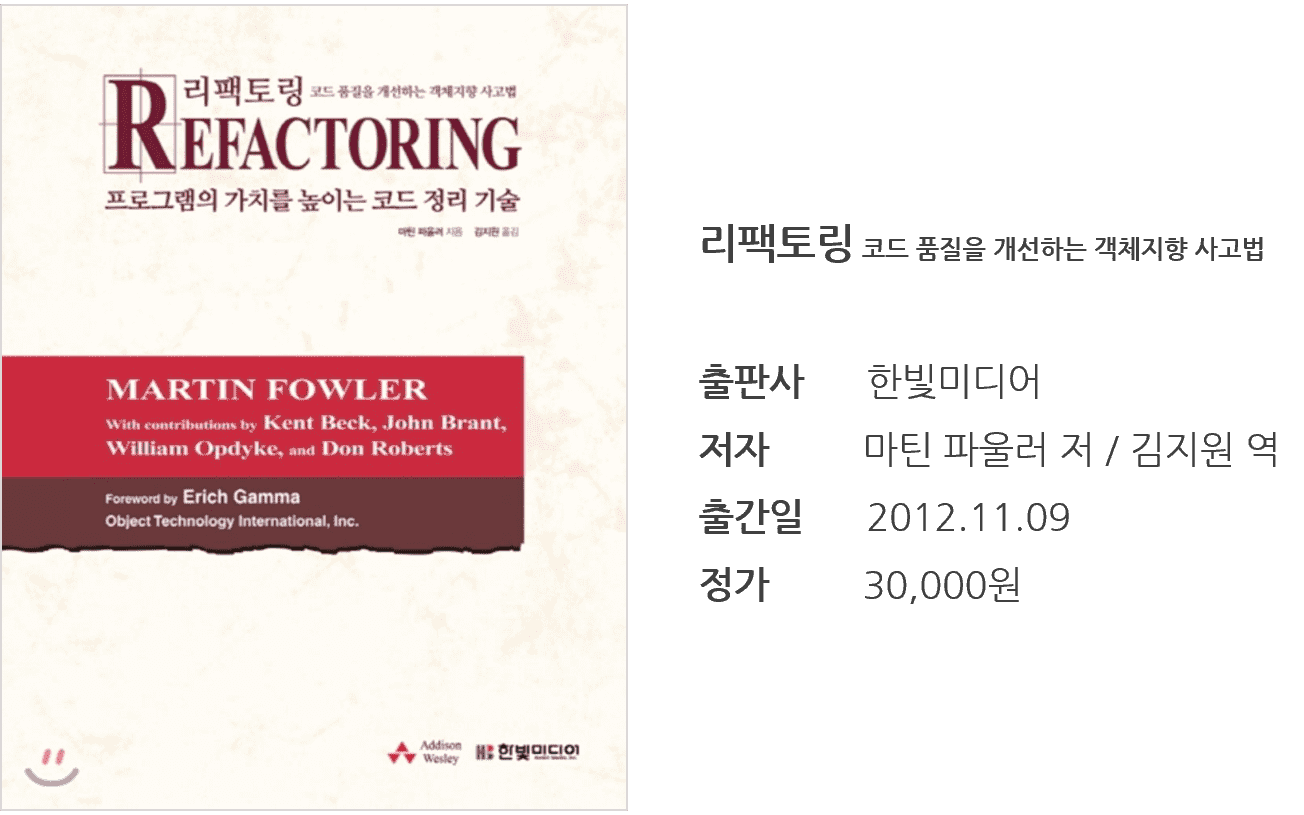 리팩토링 코드 품질을 개선하는 객체지향 사고법
REFACTORING
프로그램의 가치를 높이는 코드 정리 기술
마틴 파울러 지음 김지원 옮김
MARTIN FOWLER
With contributions by Kent Beck, John Brant,
William Opdyke, and Don Roberts
Foreword by Erich Gamma
Object Technology International, Inc.
Addison
Wesley
한빛미디어
리팩토링 코드 품질을 개선하는 객체지향 사고법
출판사 한빛미디어
저자 마틴 파울러 저 / 김지원 역
출간일 2012.11.09
정가 30,000원